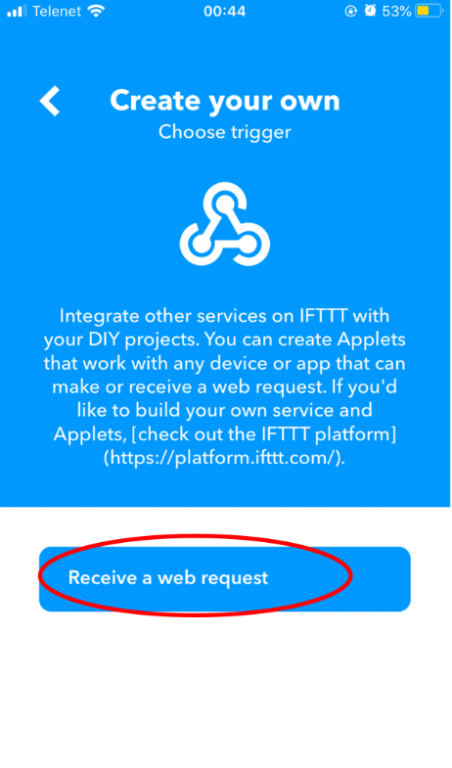 Telenet 00:44 53%
Create your own
Choose trigger
Integrate other services on IFTTT with
your DIY projects. You can create Applets
that work with any device or app that can
make or receive a web request. If you'd
like to build your own service and
Applets, [check out the IFTTT platform]
(https://platform.ifttt.com/).
Receive a web request